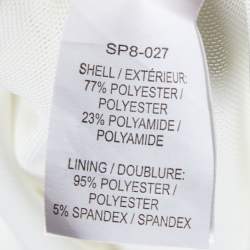 SP8-027
SHELL / EXTÉRIEUR:
77% POLYESTER /
POLYESTER
23% POLYAMIDE /
POLYAMIDE
LINING / DOUBLURE:
95% POLYESTER /
POLYESTER
5% SPANDEX / SPANDEX